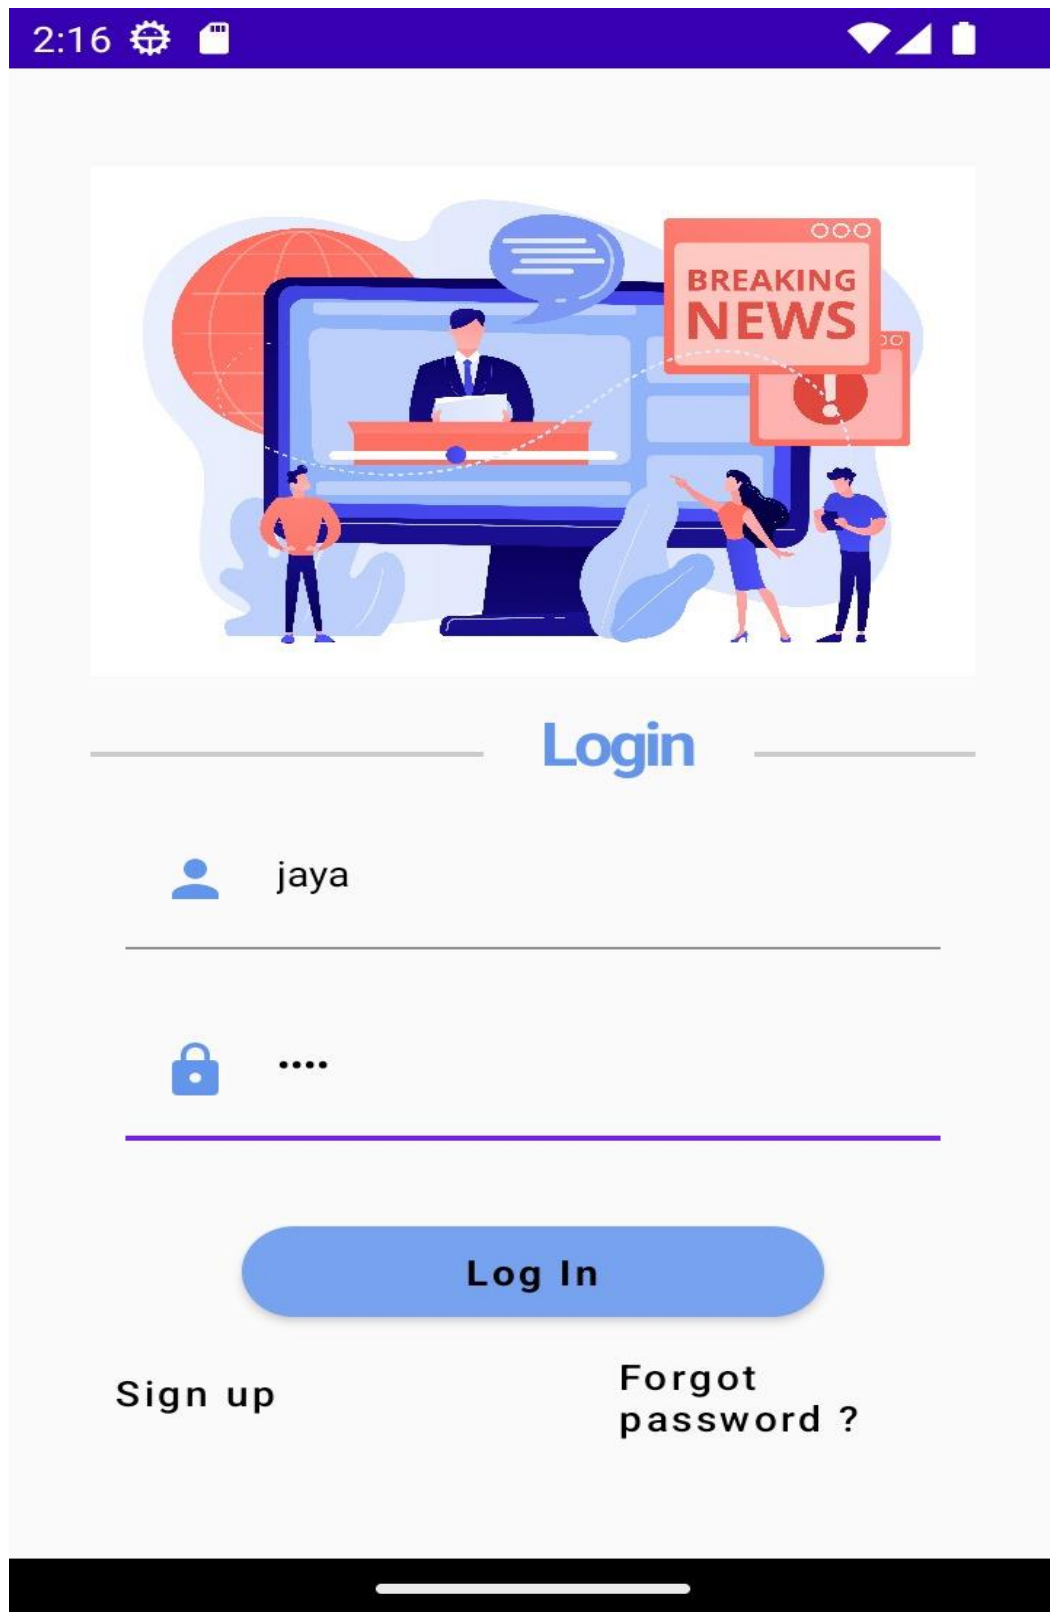 2:16
BREAKING
NEWS
Login
jaya
••••
Log In
Sign up
Forgot
password ?